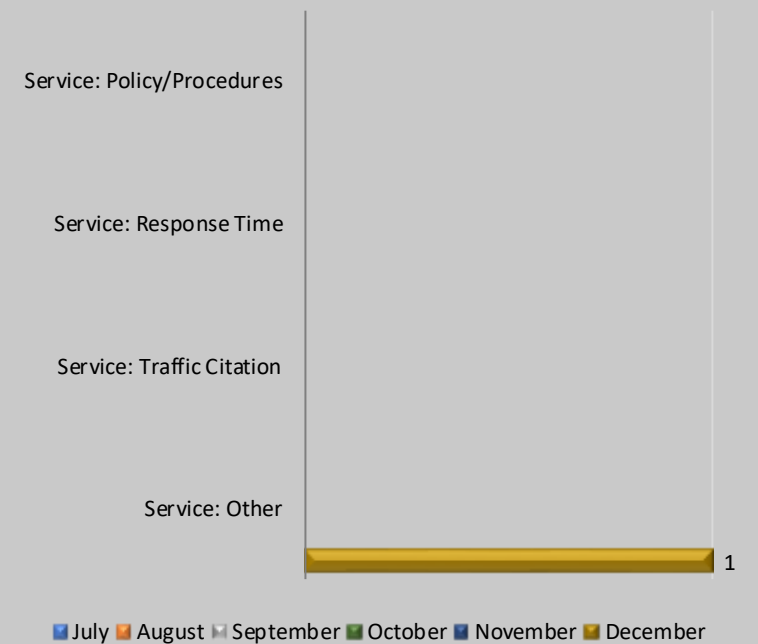 Service: Policy/Procedures
Service: Response Time
Service: Traffic Citation
Service: Other
1
July August September October November December